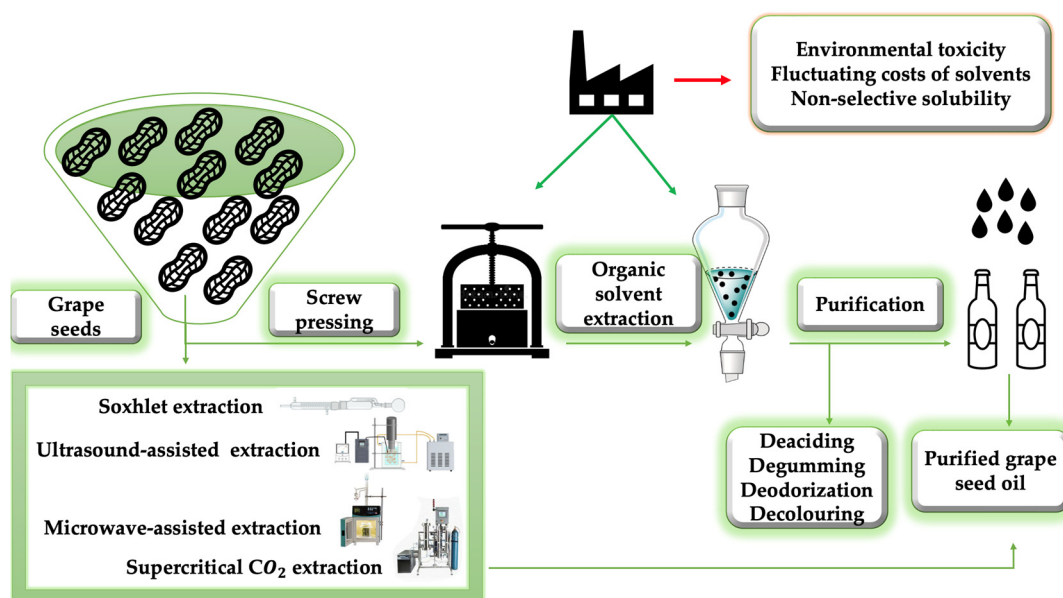 Environmental toxicity
Fluctuating costs of solvents
Non-selective solubility
Grape
seeds
Screw
pressing
Organic
solvent
extraction
Purification
Soxhlet extraction
Ultrasound-assisted extraction
Microwave-assisted extraction
Supercritical CO₂ extraction
Deaciding
Degumming
Deodorization
Decolouring
Purified grape
seed oil